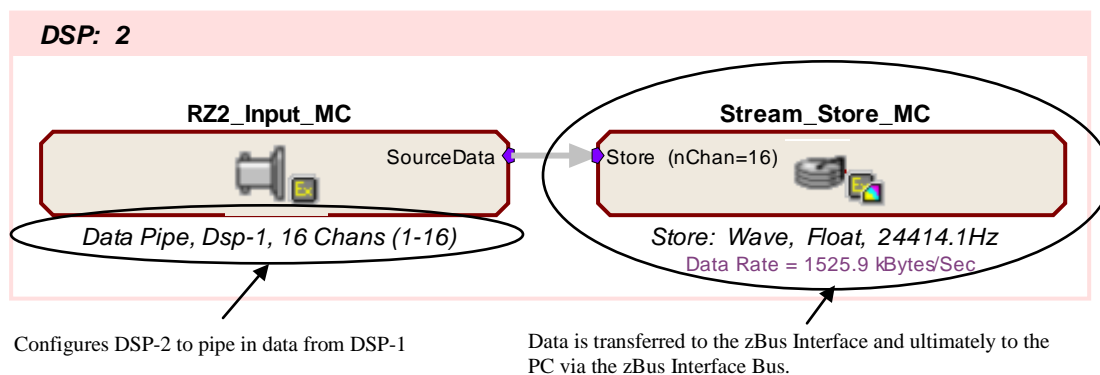 DSP: 2
RZ2_Input_MC
Stream_Store_MC
SourceData
Store (nChan=16)
Ex
Ex
Data Pipe, Dsp-1, 16 Chans (1-16)
Store: Wave, Float, 24414.1Hz
Data Rate = 1525.9 kBytes/Sec
Configures DSP-2 to pipe in data from DSP-1
Data is transferred to the zBus Interface and ultimately to the
PC via the zBus Interface Bus.